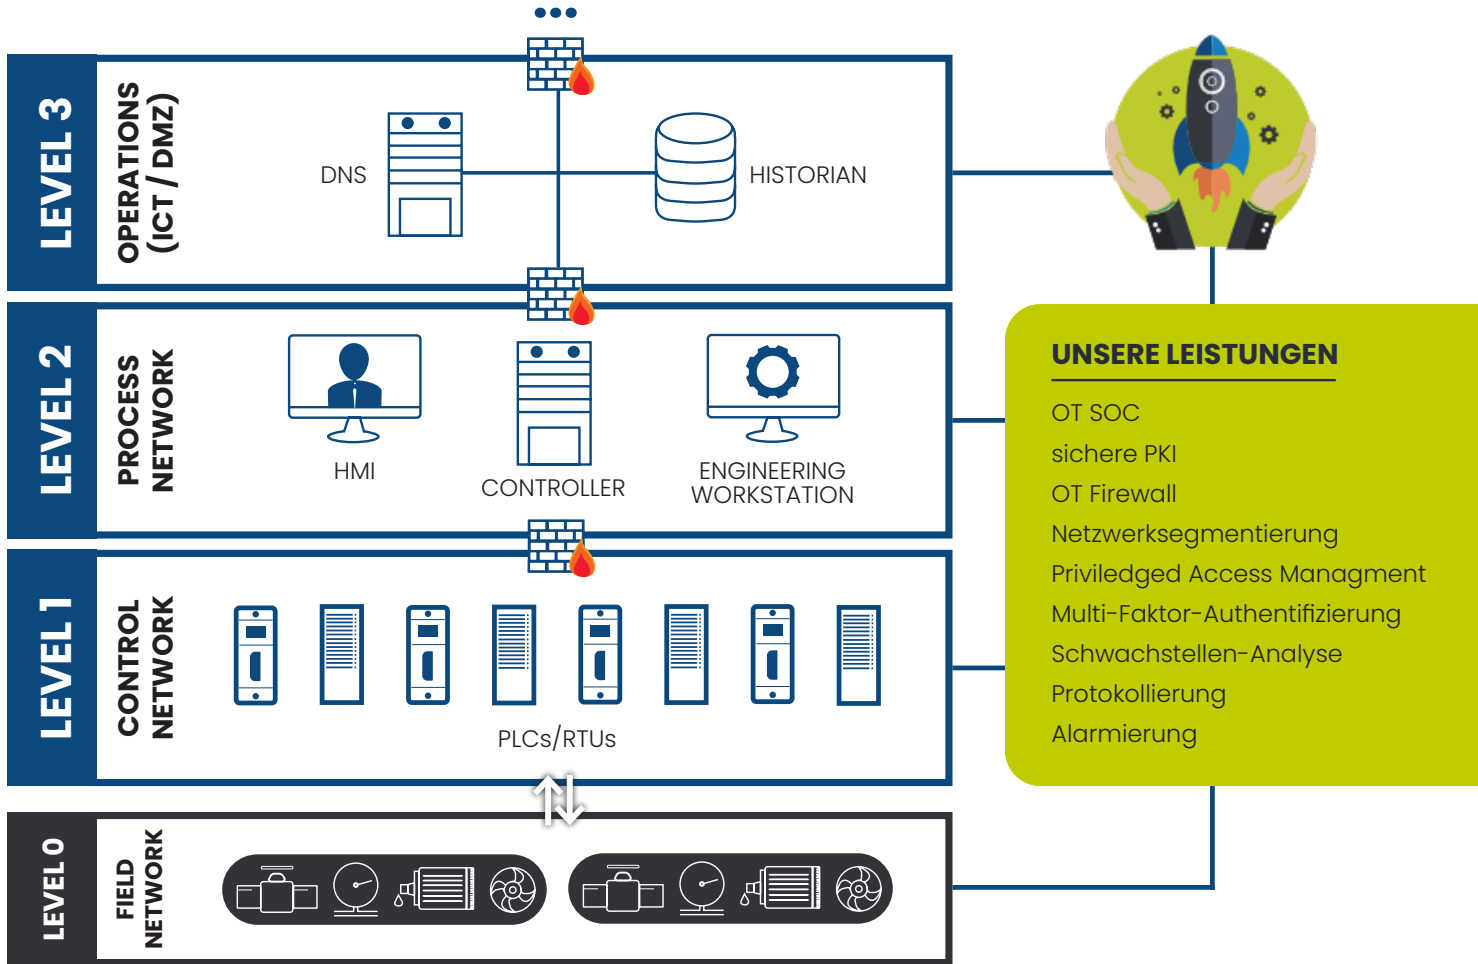 LEVEL 3
OPERATIONS
(ICT / DMZ)
DNS
HISTORIAN
LEVEL 2
PROCESS
NETWORK
HMI
CONTROLLER
ENGINEERING
WORKSTATION
LEVEL 1
CONTROL
NETWORK
PLCs/RTUs
LEVEL 0
FIELD
NETWORK
UNSERE LEISTUNGEN
OT SOC
sichere PKI
OT Firewall
Netzwerksegmentierung
Priviledged Access Managment
Multi-Faktor-Authentifizierung
Schwachstellen-Analyse
Protokollierung
Alarmierung